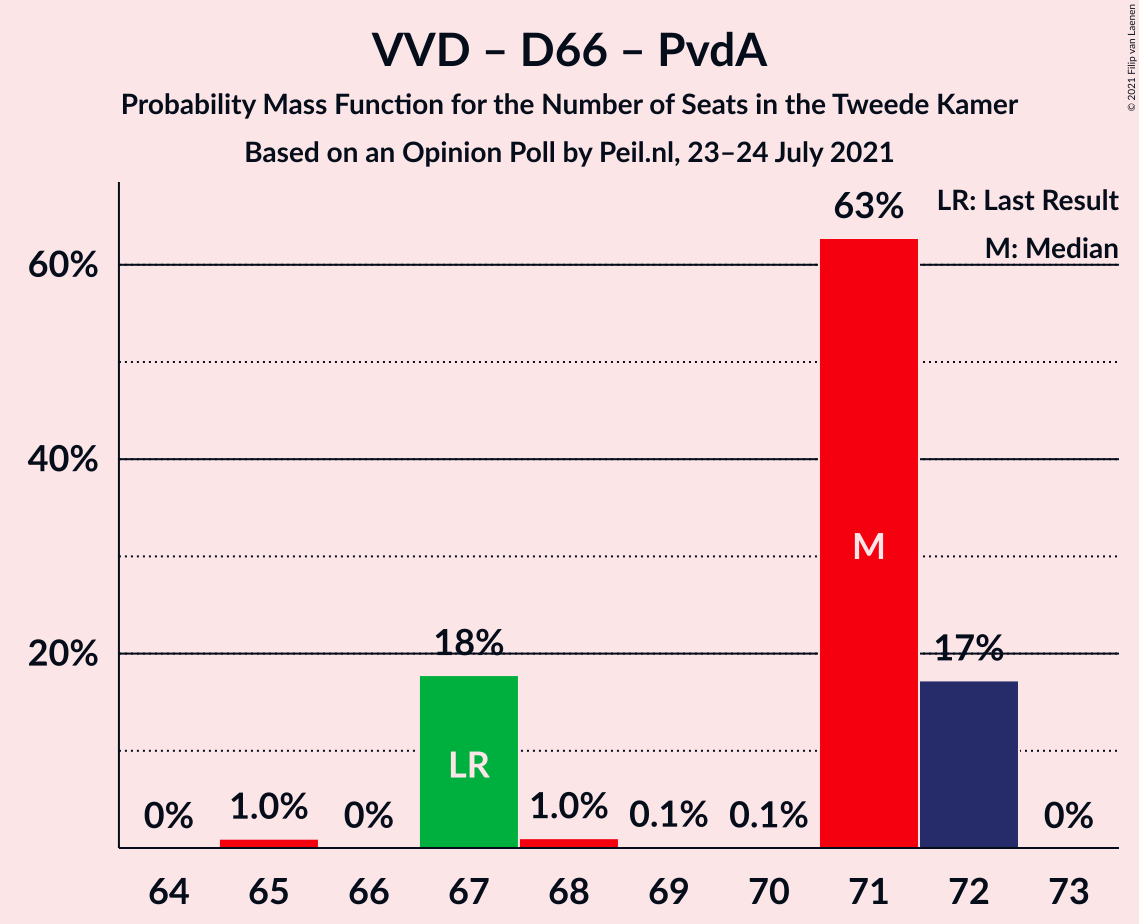 VVD – D66 – PvdA
Probability Mass Function for the Number of Seats in the Tweede Kamer
Based on an Opinion Poll by Peil.nl, 23–24 July 2021
© 2021 Filip van Laenen
LR: Last Result
M: Median
60%
40%
20%
0% 1.0% 0% 18% 1.0% 0.1% 0.1% 63% 17% 0%
LR
M
64 65 66 67 68 69 70 71 72 73